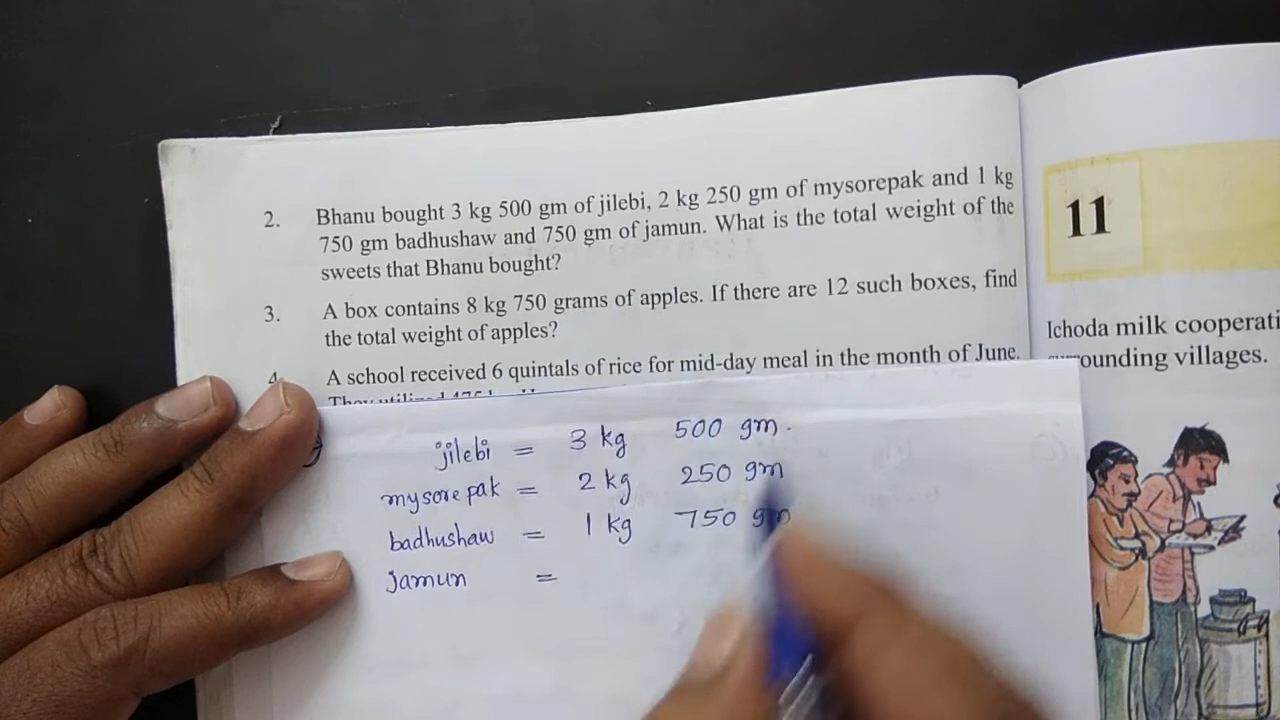 2. Bhanu bought 3 kg 500 gm of jilebi, 2 kg 250 gm of mysorepak and 1 kg
750 gm badhushaw and 750 gm of jamun. What is the total weight of the
sweets that Bhanu bought?
3. A box contains 8 kg 750 grams of apples. If there are 12 such boxes, find
the total weight of apples?
4. A school received 6 quintals of rice for mid-day meal in the month of June.
jilebi = 3 kg 500 gm.
mysorepak = 2 kg 250 gm
badhushaw = 1 kg 750 gm
Jamun =
11
Ichoda milk cooperati
rounding villages.